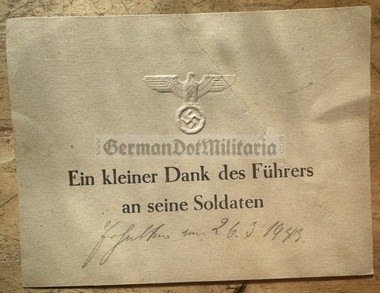 GermanDotMilitaria
Ein kleiner Dank des Führers
an seine Soldaten
Erhalten am 26.3.1943